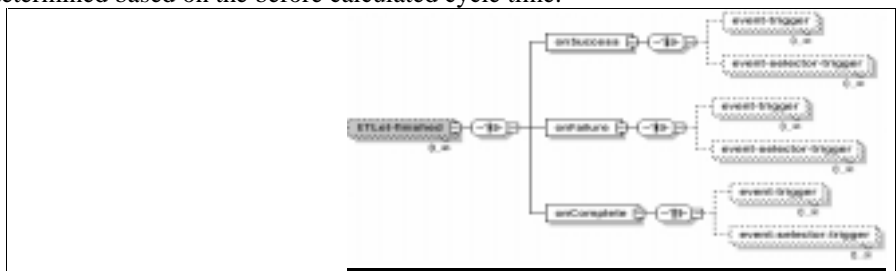 determined based on the before calculated cycle time.
event-trigger
0..∞
onSuccess
event-selector-trigger
0..∞
event-trigger
0..∞
ETLet-finished
0..∞
onFailure
event-selector-trigger
0..∞
event-trigger
0..∞
onComplete
event-selector-trigger
0..∞